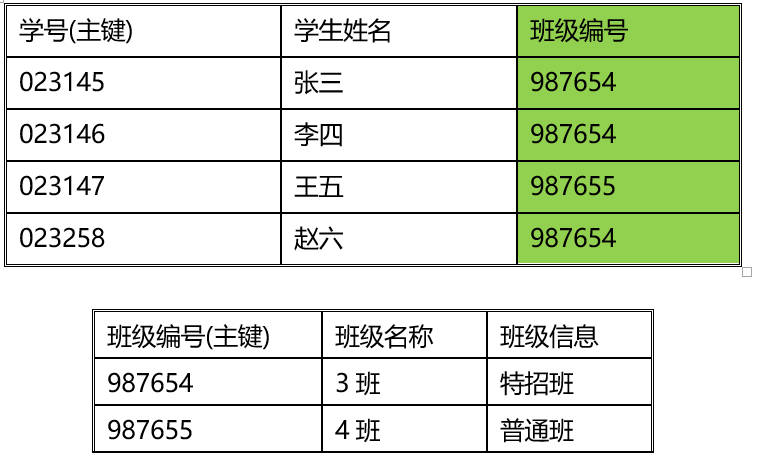 学号(主键) 学生姓名 班级编号
023145 张三 987654
023146 李四 987654
023147 王五 987655
023258 赵六 987654
班级编号(主键) 班级名称 班级信息
987654 3 班 特招班
987655 4 班 普通班